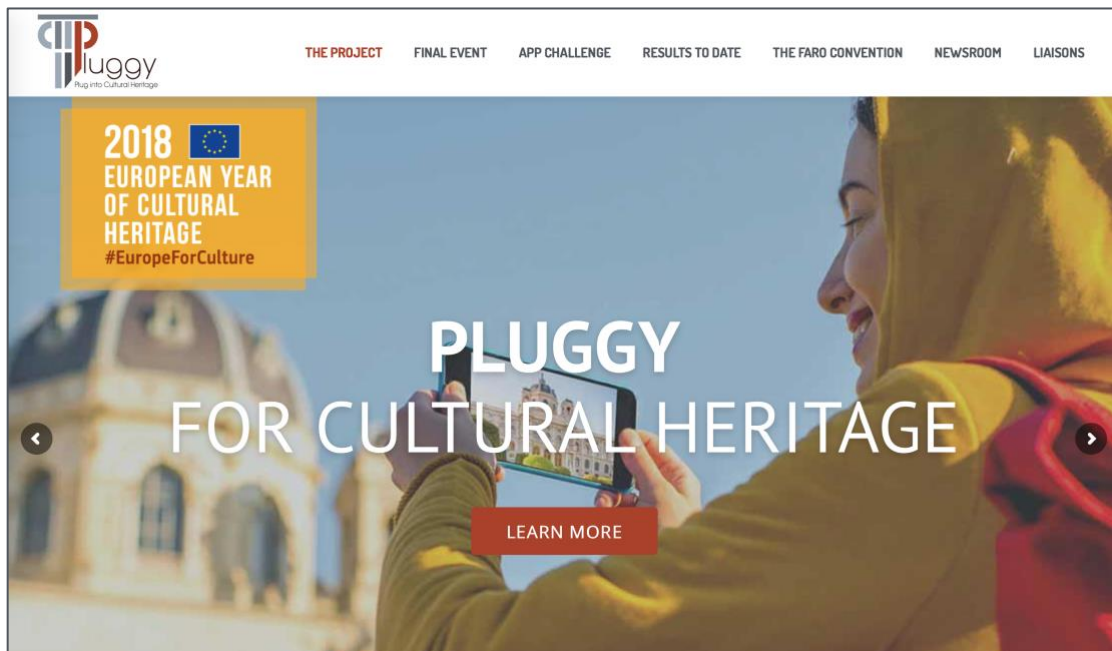 Pluggy
Plug into Cultural Heritage
THE PROJECT FINAL EVENT APP CHALLENGE RESULTS TO DATE THE FARO CONVENTION NEWSROOM LIAISONS
2018
EUROPEAN YEAR
OF CULTURAL
HERITAGE
#EuropeForCulture
PLUGGY
FOR CULTURAL HERITAGE
LEARN MORE